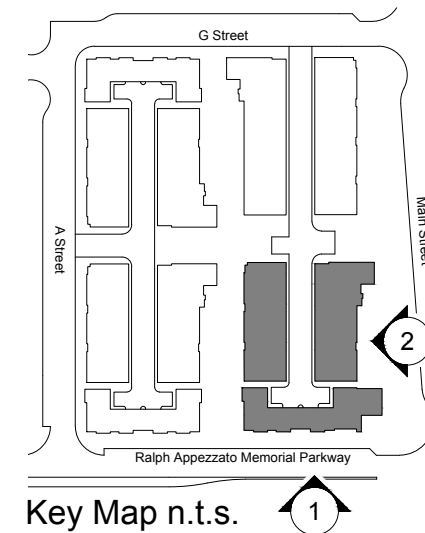 G Street
A Street
Main Street
2
Ralph Appezzato Memorial Parkway
Key Map n.t.s.
1